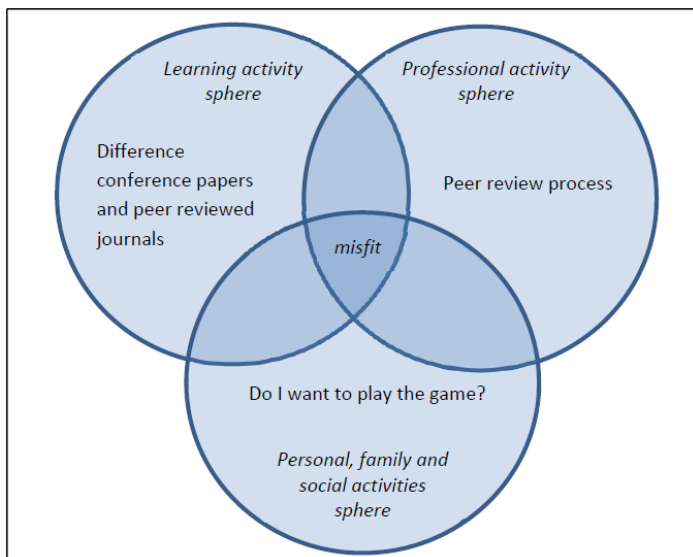 Learning activity
sphere
Professional activity
sphere
Difference
conference papers
and peer reviewed
journals
Peer review process
misfit
Do I want to play the game?
Personal, family and
social activities
sphere